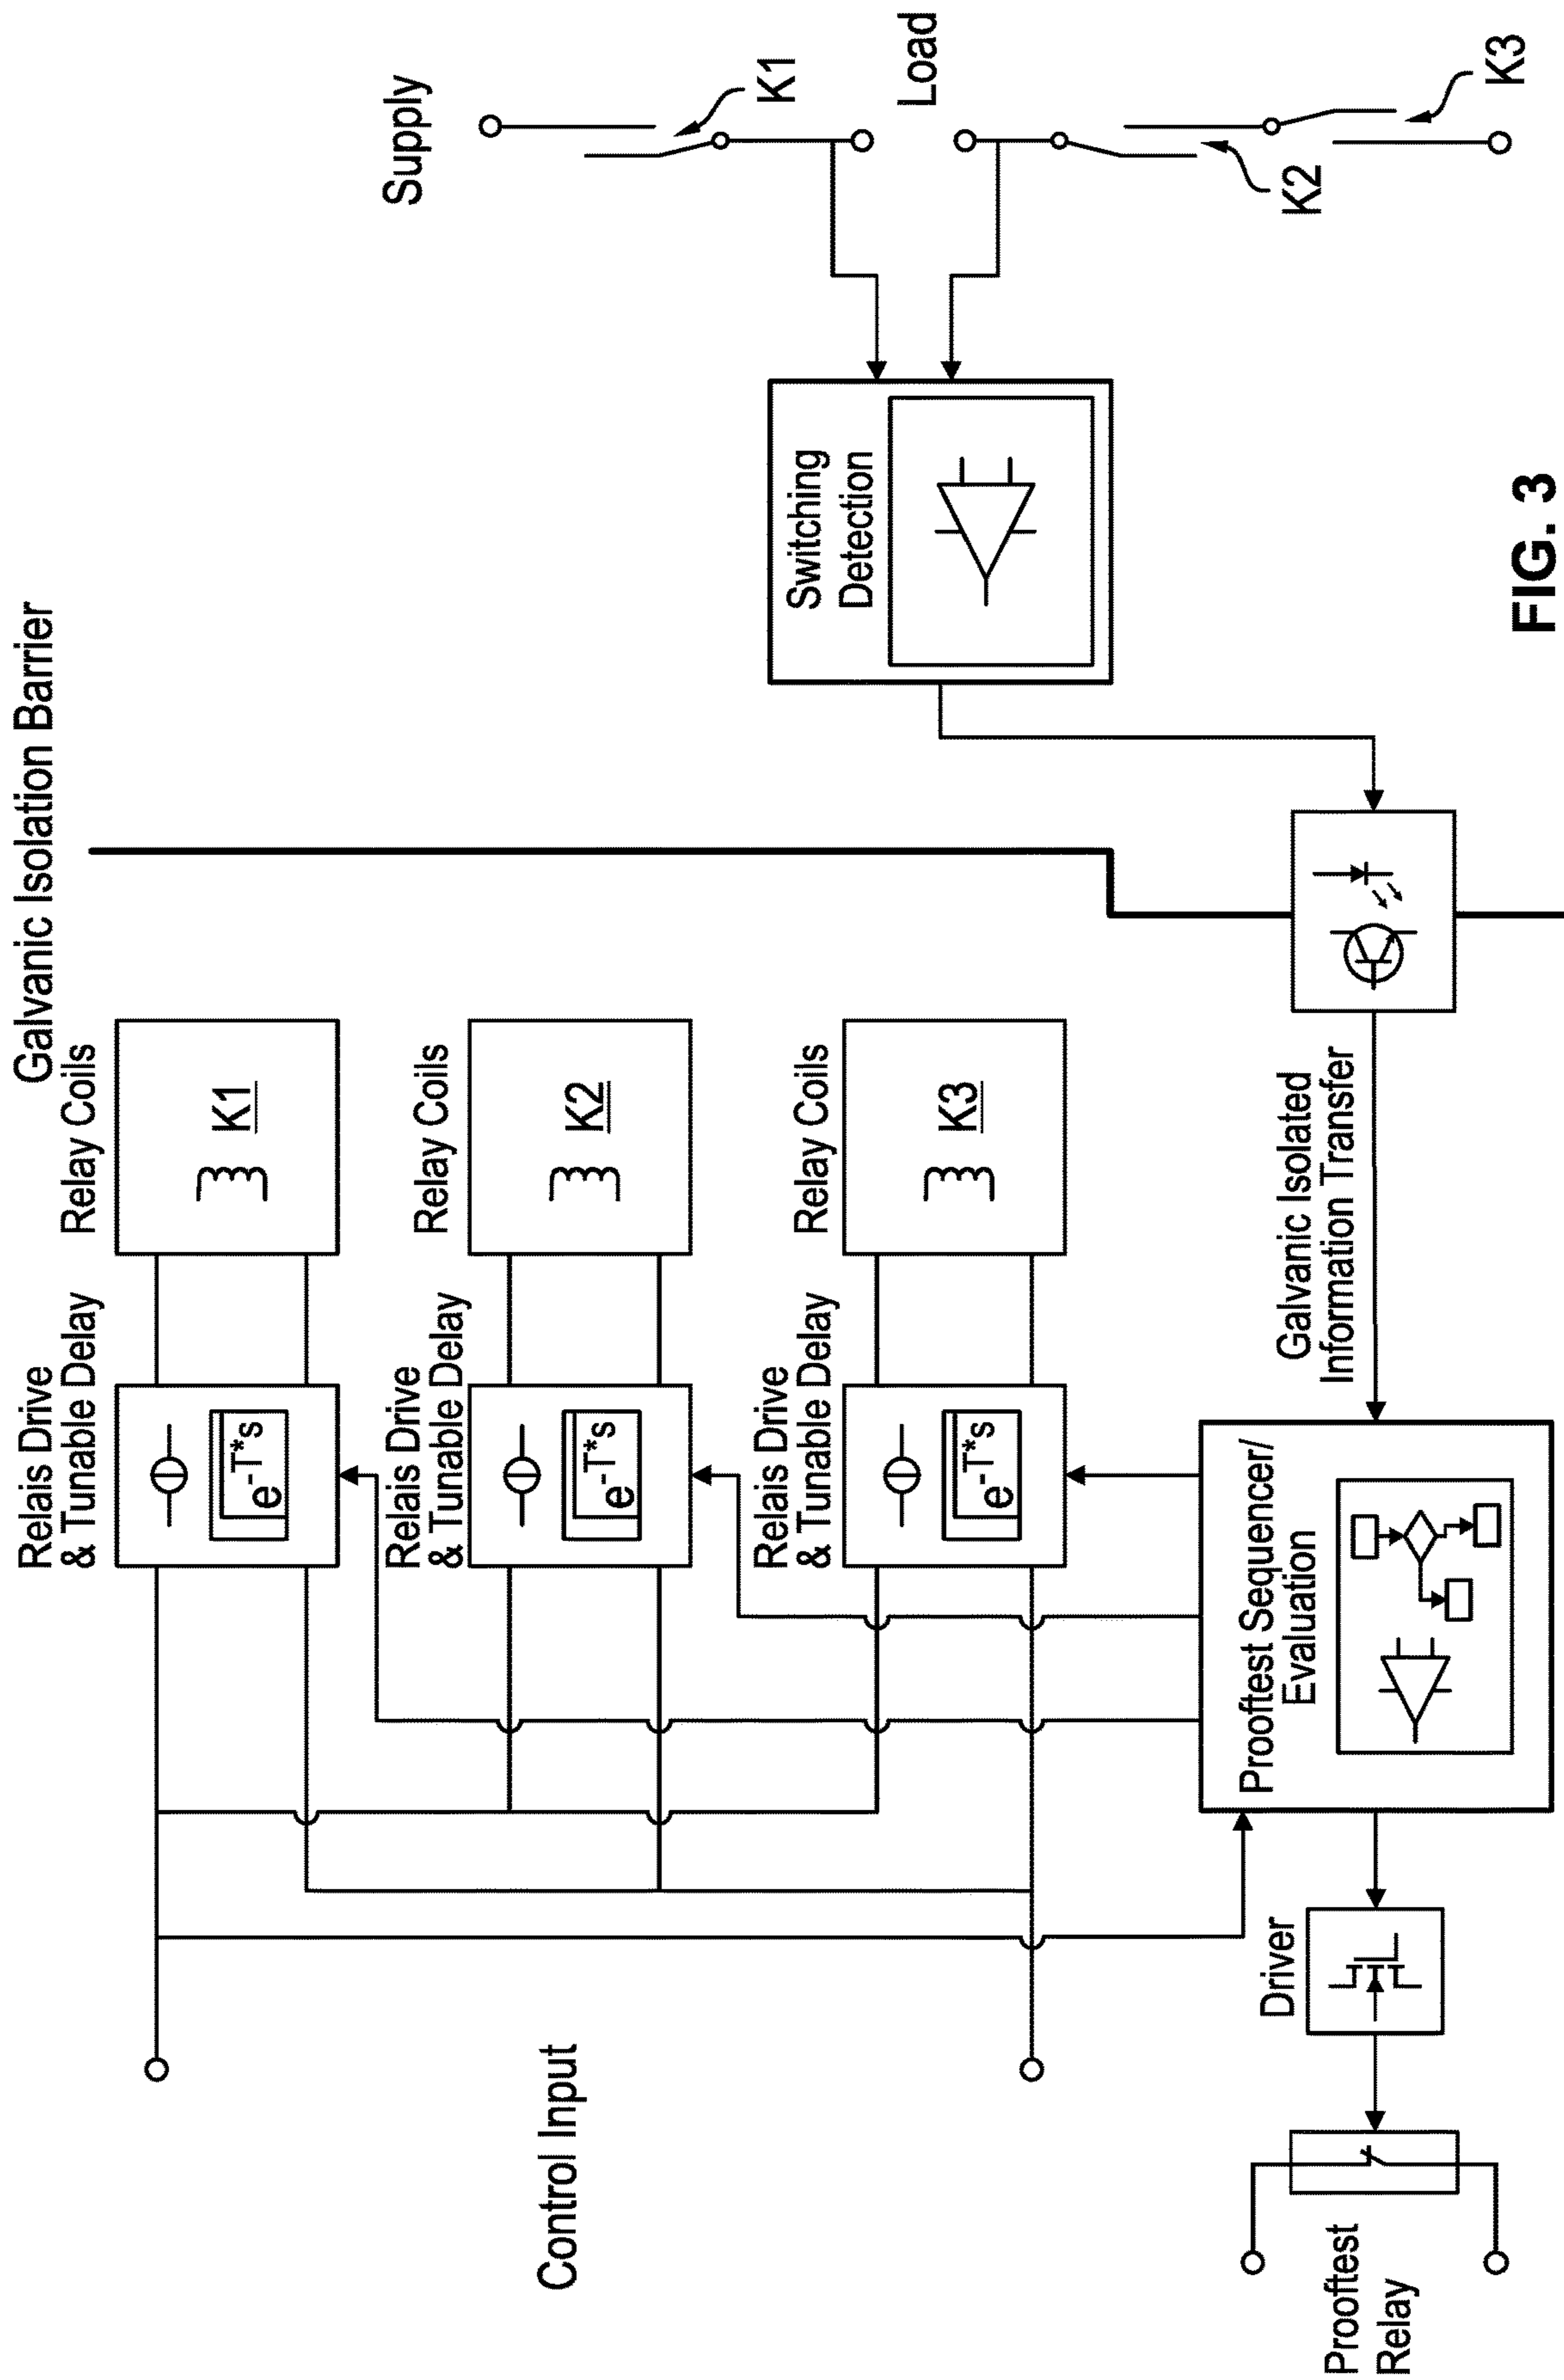 Galvanic Isolation Barrier
Relais Drive
& Tunable Delay
Relay Coils
e-T*s
K1
Supply
K1
Relais Drive
& Tunable Delay
Relay Coils
e-T*s
K2
Control Input
Switching
Detection
Load
Relais Drive
& Tunable Delay
Relay Coils
e-T*s
K3
K2
K3
Prooftest Sequencer/
Evaluation
Galvanic Isolated
Information Transfer
Driver
Prooftest
Relay
FIG. 3